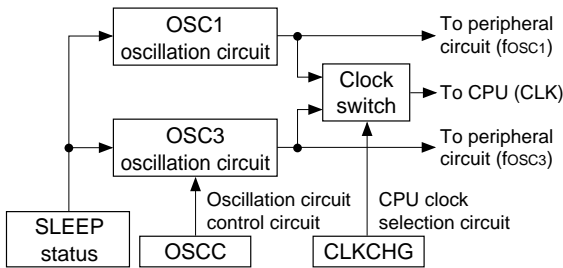 OSC1
oscillation circuit
To peripheral
circuit (fOSC1)
Clock
switch
To CPU (CLK)
OSC3
oscillation circuit
To peripheral
circuit (fOSC3)
Oscillation circuit
control circuit
CPU clock
selection circuit
SLEEP
status
OSCC
CLKCHG